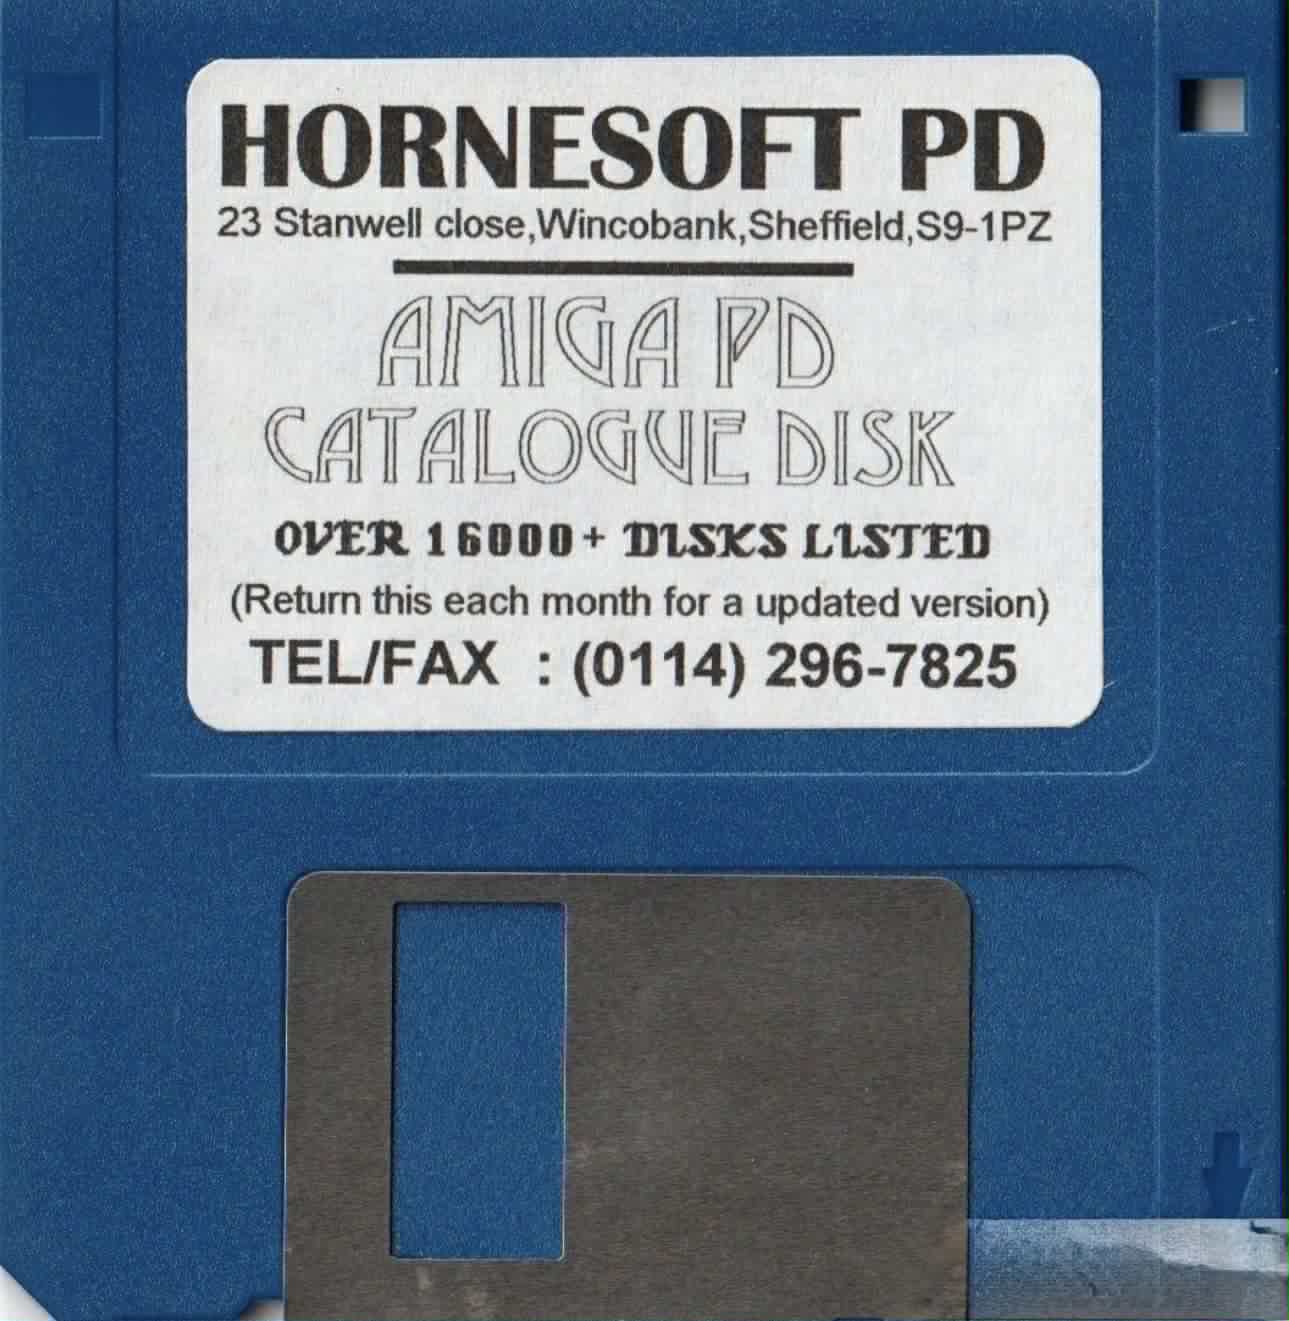 HORNESOFT PD
23 Stanwell close,Wincobank,Sheffield,S9-1PZ
AMIGA PD
CATALOGUE DISK
OVER 16000+ DISKS LISTED
(Return this each month for a updated version)
TEL/FAX : (0114) 296-7825